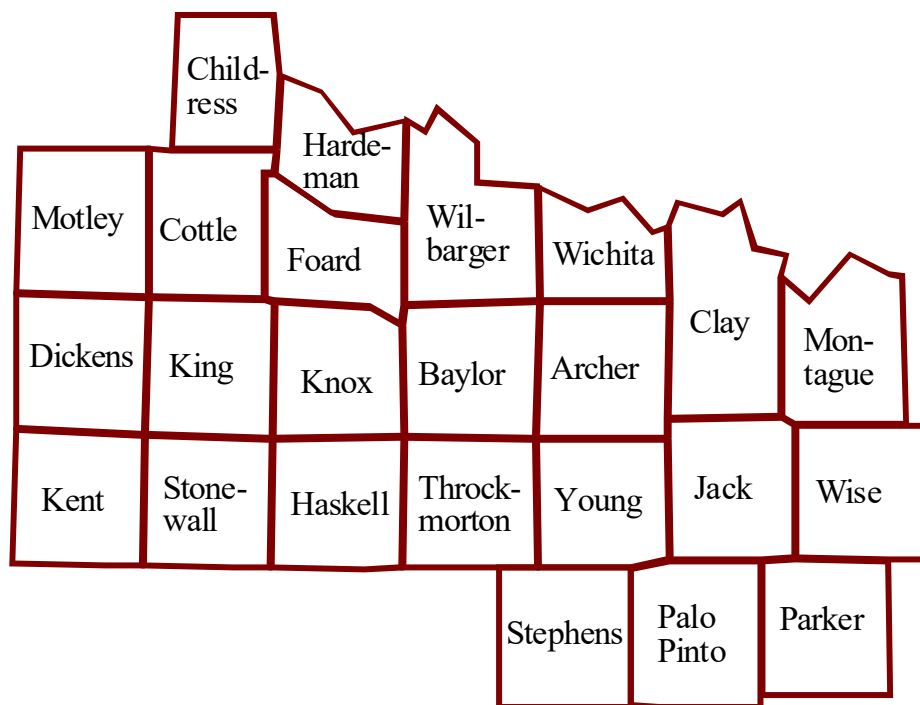 Child-
ress
Harde-
man
Motley
Cottle
Wil-
barger
Foard
Wichita
Clay
Mon-
tague
Dickens
King
Knox
Baylor
Archer
Kent
Stone-
wall
Haskell
Throck-
morton
Young
Jack
Wise
Stephens
Palo
Pinto
Parker